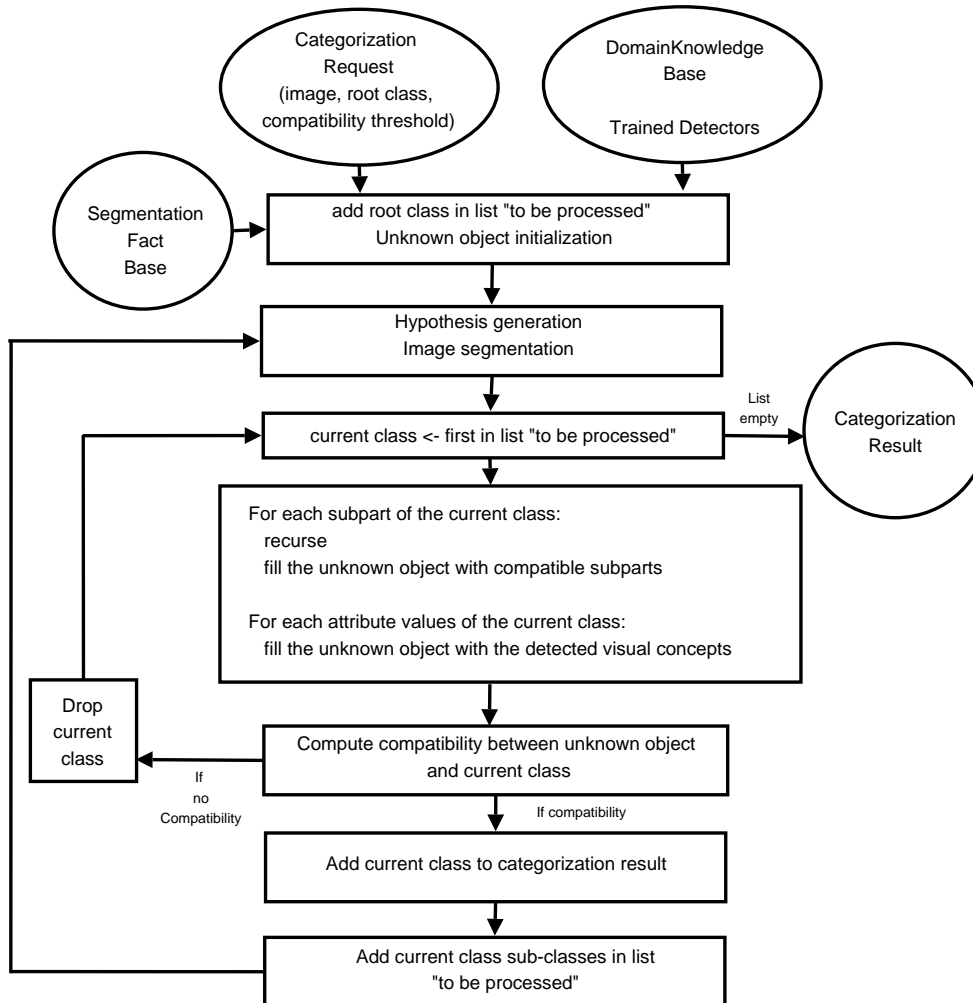 Categorization
Request
(image, root class,
compatibility threshold)
DomainKnowledge
Base
Trained Detectors
Segmentation
Fact
Base
add root class in list "to be processed"
Unknown object initialization
Hypothesis generation
Image segmentation
current class <- first in list "to be processed"
List
empty
Categorization
Result
For each subpart of the current class:
recurse
fill the unknown object with compatible subparts
For each attribute values of the current class:
fill the unknown object with the detected visual concepts
Drop
current
class
Compute compatibility between unknown object
and current class
If
no
Compatibility
If compatibility
Add current class to categorization result
Add current class sub-classes in list
"to be processed"